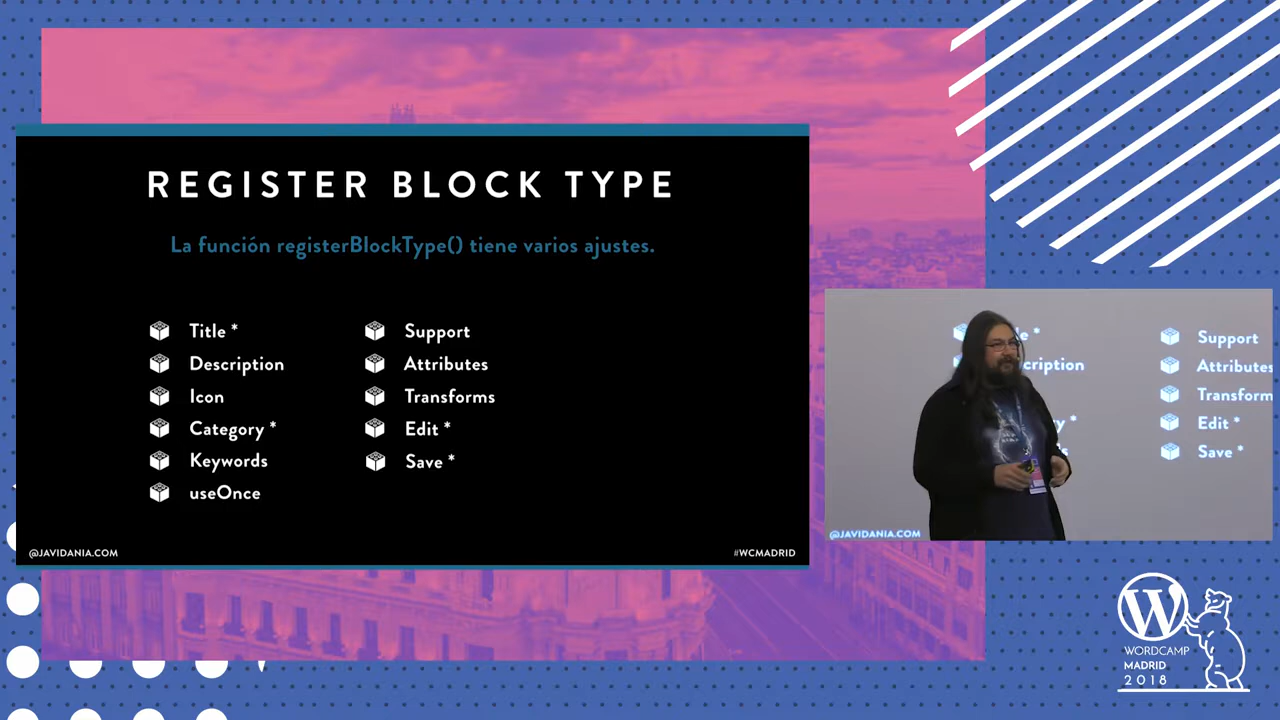 REGISTER BLOCK TYPE
La función registerBlockType() tiene varios ajustes.
Title *
Description
Icon
Category *
Keywords
useOnce
Support
Attributes
Transforms
Edit *
Save *
@JAVIDANIA.COM
#WCMADRID
Support
cription
Attributes
Transform
Edit *
Save *
@JAVIDANIA.COM
WORDCAMP
MADRID
2018